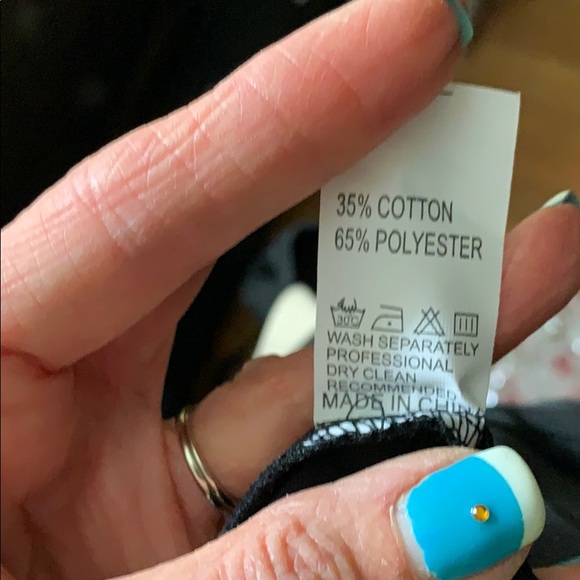 35% COTTON
65% POLYESTER
30°C
WASH SEPARATELY
PROFESSIONAL
DRY CLEAN
RECOMMENDED
MADE IN